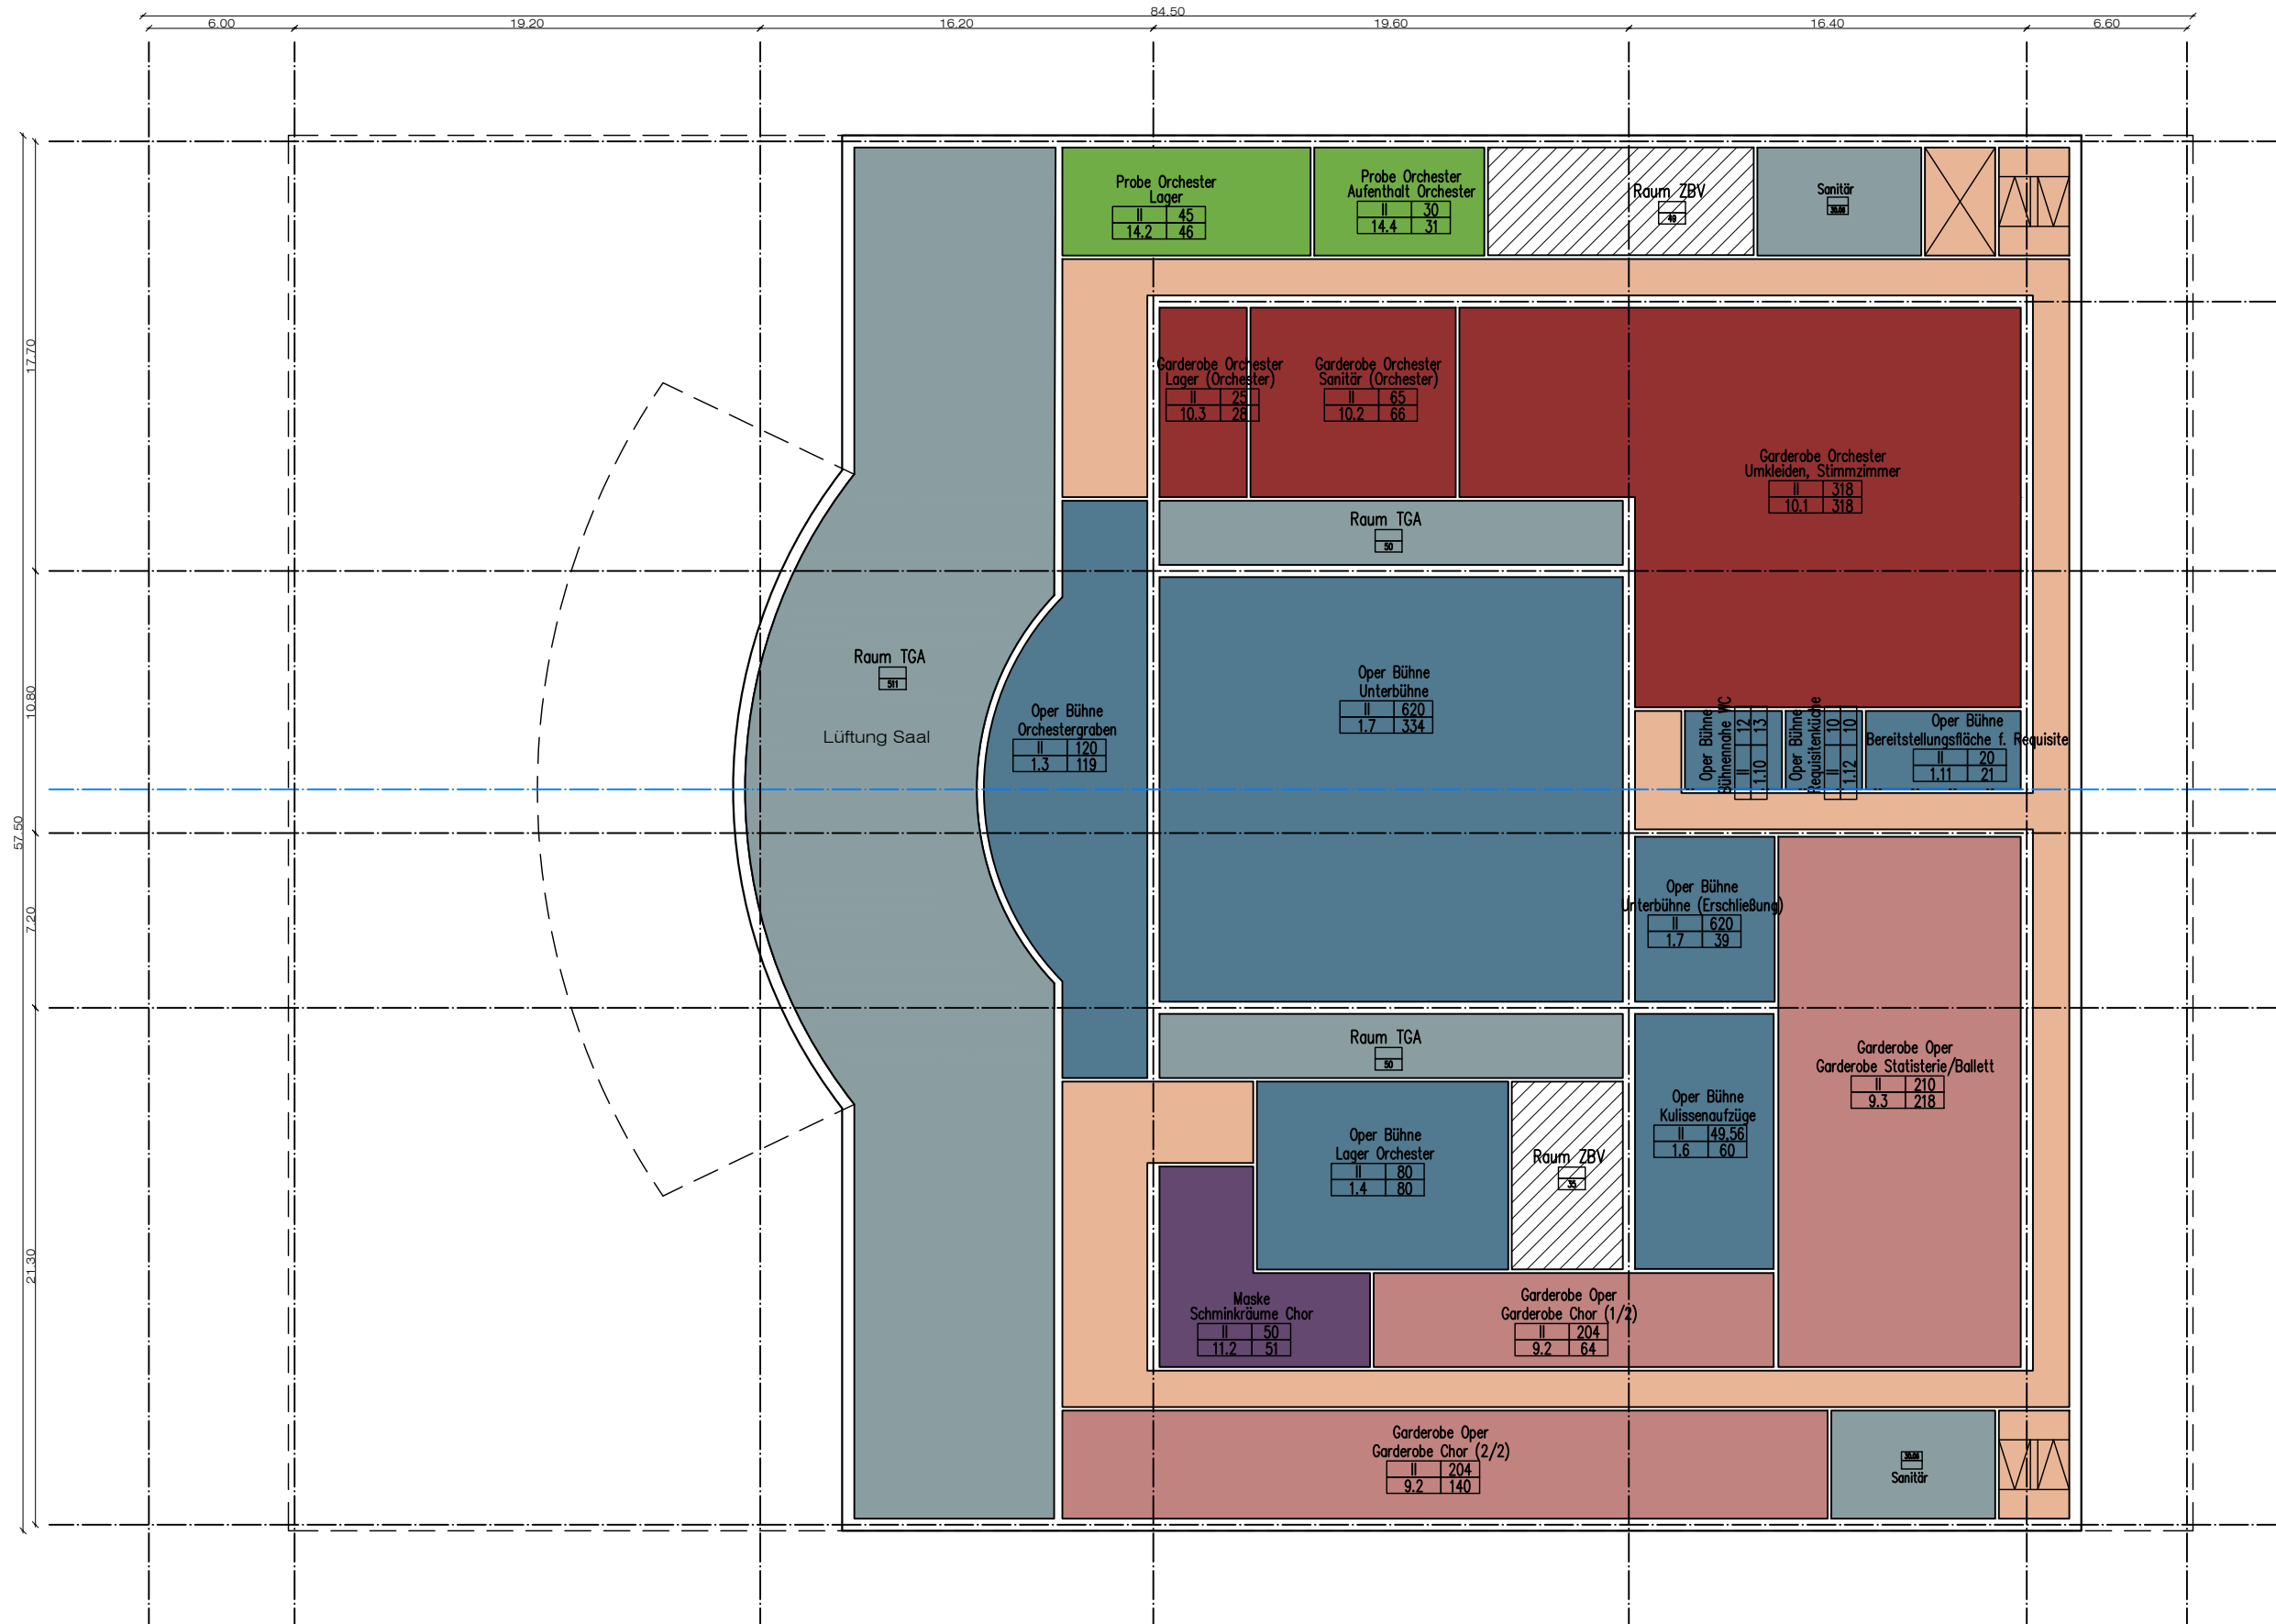 84.50
6.00 19.20 16.20 19.60 16.40 6.60
57.50
17.70
10.80
7.20
21.30
Probe Orchester
Lager
II 45
14.2 46
Probe Orchester
Aufenthalt Orchester
II 30
14.4 31
Raum ZBV
49
Sanitär
30.06
Garderobe Orchester
Lager (Orchester)
II 25
10.3 28
Garderobe Orchester
Sanitär (Orchester)
II 65
10.2 66
Garderobe Orchester
Umkleiden, Stimmzimmer
II 318
10.1 318
Raum TGA
50
Raum TGA
511
Lüftung Saal
Oper Bühne
Orchestergraben
II 120
1.3 119
Oper Bühne
Unterbühne
II 620
1.7 334
Oper Bühne
Bühnennahe WC
II 12
1.10 13
Oper Bühne
Requisitenküche
II 10
1.12 10
Oper Bühne
Bereitstellungsfläche f. Requisite
II 20
1.11 21
Oper Bühne
Unterbühne (Erschließung)
II 620
1.7 39
Raum TGA
50
Garderobe Oper
Garderobe Statisterie/Ballett
II 210
9.3 218
Oper Bühne
Kulissenaufzüge
II 49,56
1.6 60
Oper Bühne
Lager Orchester
II 80
1.4 80
Raum ZBV
35
Maske
Schminkräume Chor
II 50
11.2 51
Garderobe Oper
Garderobe Chor (1/2)
II 204
9.2 64
Garderobe Oper
Garderobe Chor (2/2)
II 204
9.2 140
30.06
Sanitär